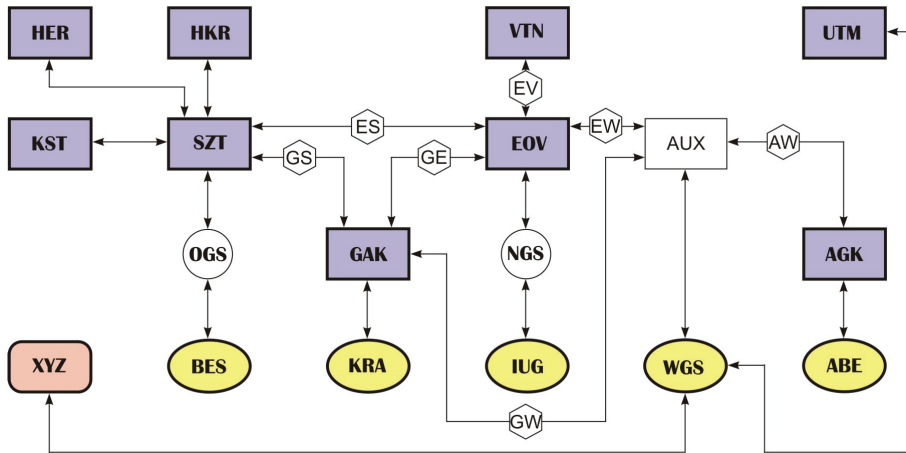 HER HKR VTN UTM
EV
KST SZT ES EOV EW AUX AW
GS GE
OGS GAK NGS AGK
XYZ BES KRA IUG WGS ABE
GW